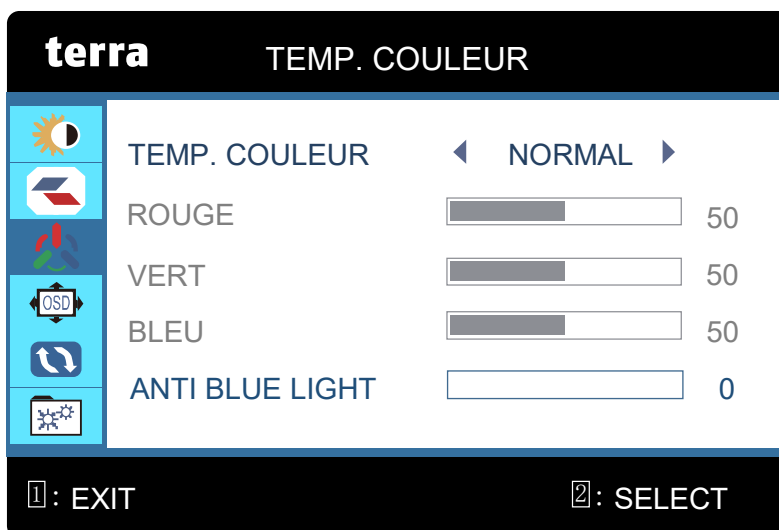 terra TEMP. COULEUR
TEMP. COULEUR NORMAL
ROUGE 50
VERT 50
BLEU 50
OSD
ANTI BLUE LIGHT 0
1: EXIT 2: SELECT